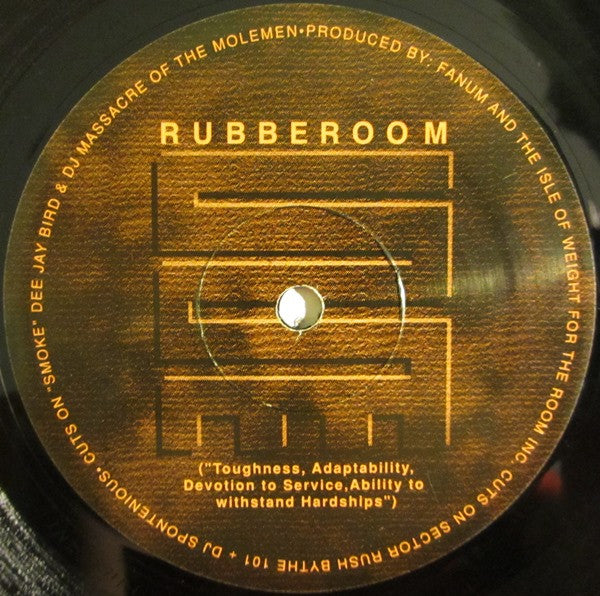 RUBBEROOM
("Toughness, Adaptability,
Devotion to Service,Ability to
withstand Hardships")
CUTS ON "SMOKE" DEE JAY BIRD & DJ MASSACRE OF THE MOLEMEN•PRODUCED BY: FANUM AND THE ISLE OF WEIGHT FOR THE ROOM INC. CUTS ON SECTOR RUSH BYTHE 101 + DJ SPONTENIOUS•